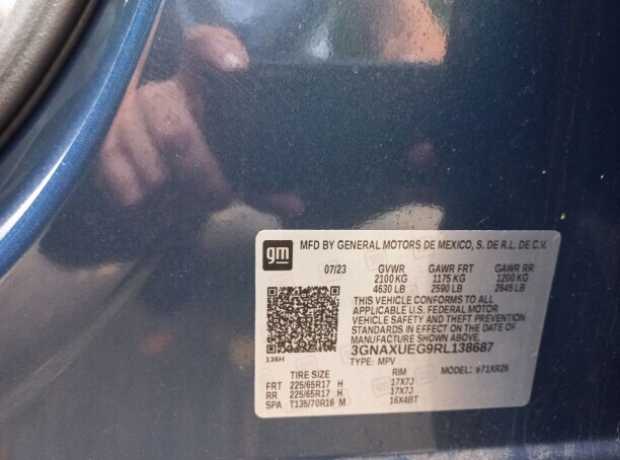 gm MFD BY GENERAL MOTORS DE MEXICO, S. DE R.L. DE C.V.
07/23 GVWR GAWR FRT GAWR RR
2100 KG 1175 KG 1200 KG
4630 LB 2590 LB 2645 LB
THIS VEHICLE CONFORMS TO ALL
APPLICABLE U.S. FEDERAL MOTOR
VEHICLE SAFETY AND THEFT PREVENTION
STANDARDS IN EFFECT ON THE DATE OF
MANUFACTURE SHOWN ABOVE.
3GNAXUEG9RL138687
136H
TYPE: MPV
MODEL: s71XR26
TIRE SIZE RIM
FRT 225/65R17 H 17X7J
RR 225/65R17 H 17X7J
SPA T135/70R16 M 16X4BT